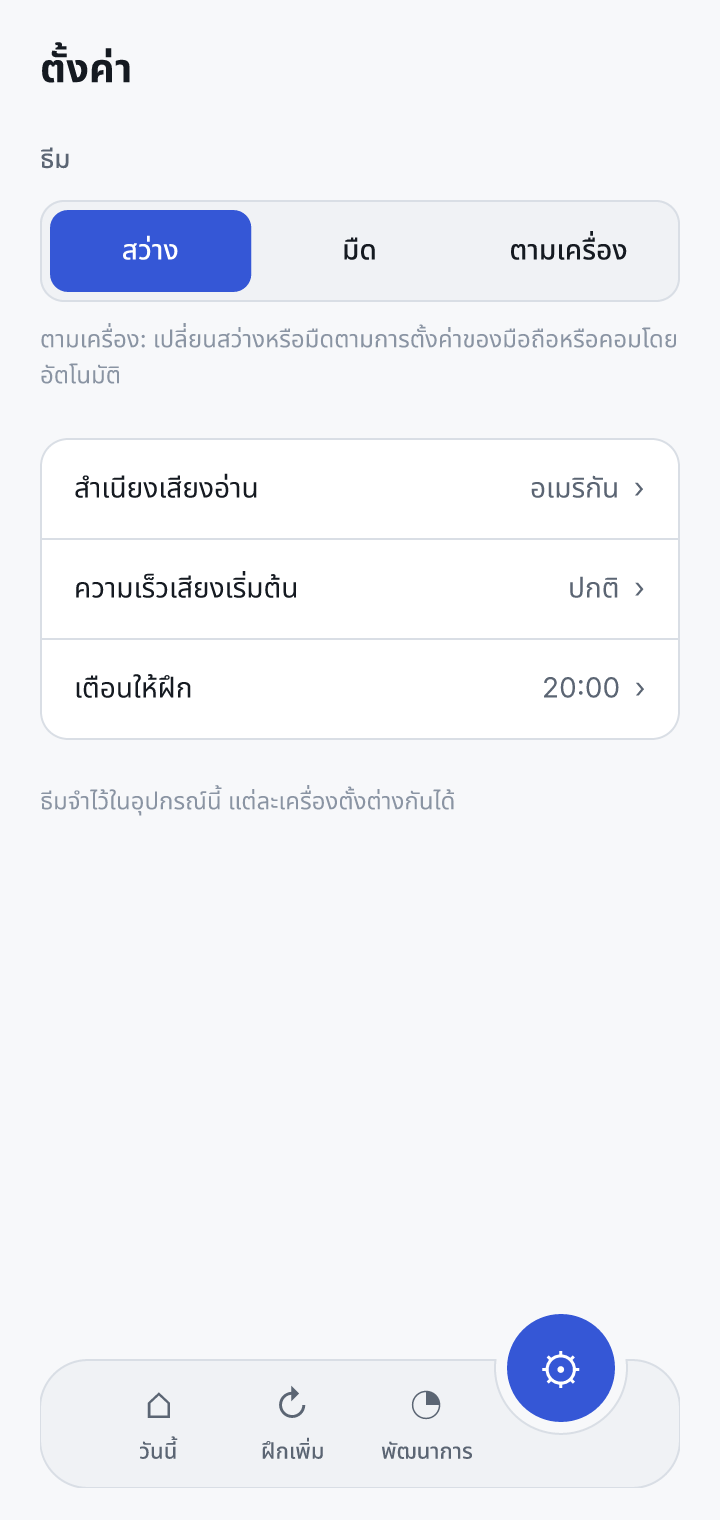 ตั้งค่า
ธีม
สว่าง
มืด
ตามเครื่อง
ตามเครื่อง: เปลี่ยนสว่างหรือมืดตามการตั้งค่าของมือถือหรือคอมโดย
อัตโนมัติ
สำเนียงเสียงอ่าน
อเมริกัน ›
ความเร็วเสียงเริ่มต้น
ปกติ ›
เตือนให้ฝึก
20:00 ›
ธีมจำไว้ในอุปกรณ์นี้ แต่ละเครื่องตั้งต่างกันได้
วันนี้
ฝึกเพิ่ม
พัฒนาการ